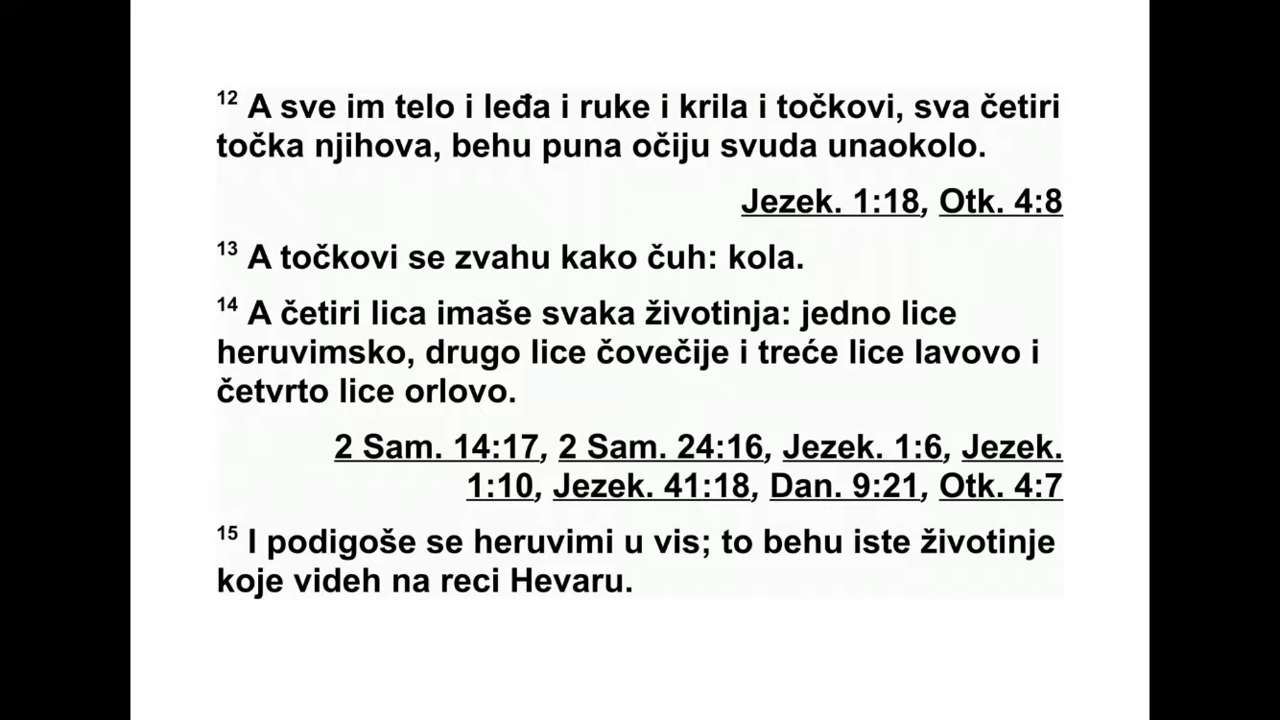 12 A sve im telo i leđa i ruke i krila i točkovi, sva četiri
točka njihova, behu puna očiju svuda unaokolo.
Jezek. 1:18, Otk. 4:8
13 A točkovi se zvahu kako čuh: kola.
14 A četiri lica imaše svaka životinja: jedno lice
heruvimsko, drugo lice čovečije i treće lice lavovo i
četvrto lice orlovo.
2 Sam. 14:17, 2 Sam. 24:16, Jezek. 1:6, Jezek.
1:10, Jezek. 41:18, Dan. 9:21, Otk. 4:7
15 I podigoše se heruvimi u vis; to behu iste životinje
koje videh na reci Hevaru.